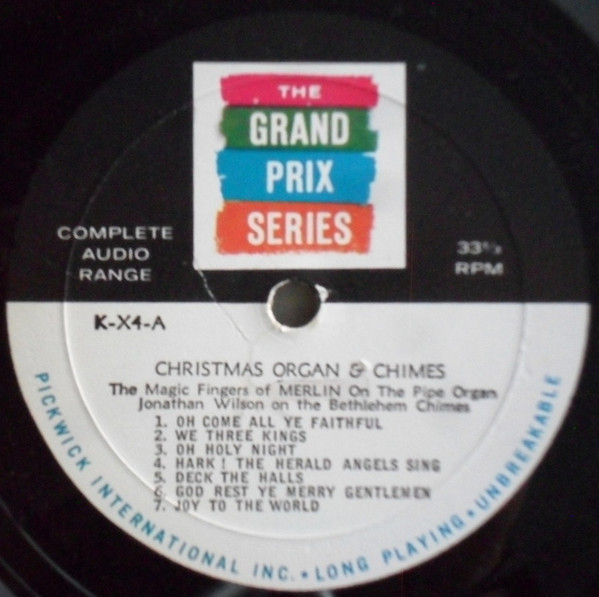 THE
GRAND
PRIX
SERIES
COMPLETE
AUDIO
RANGE
33⅓
RPM
K-X4-A
CHRISTMAS ORGAN & CHIMES
The Magic Fingers of MERLIN On The Pipe Organ
Jonathan Wilson on the Bethlehem Chimes
1. OH COME ALL YE FAITHFUL
2. WE THREE KINGS
3. OH HOLY NIGHT
4. HARK! THE HERALD ANGELS SING
5. DECK THE HALLS
6. GOD REST YE MERRY GENTLEMEN
7. JOY TO THE WORLD
PICKWICK INTERNATIONAL INC. • LONG PLAYING • UNBREAKABLE